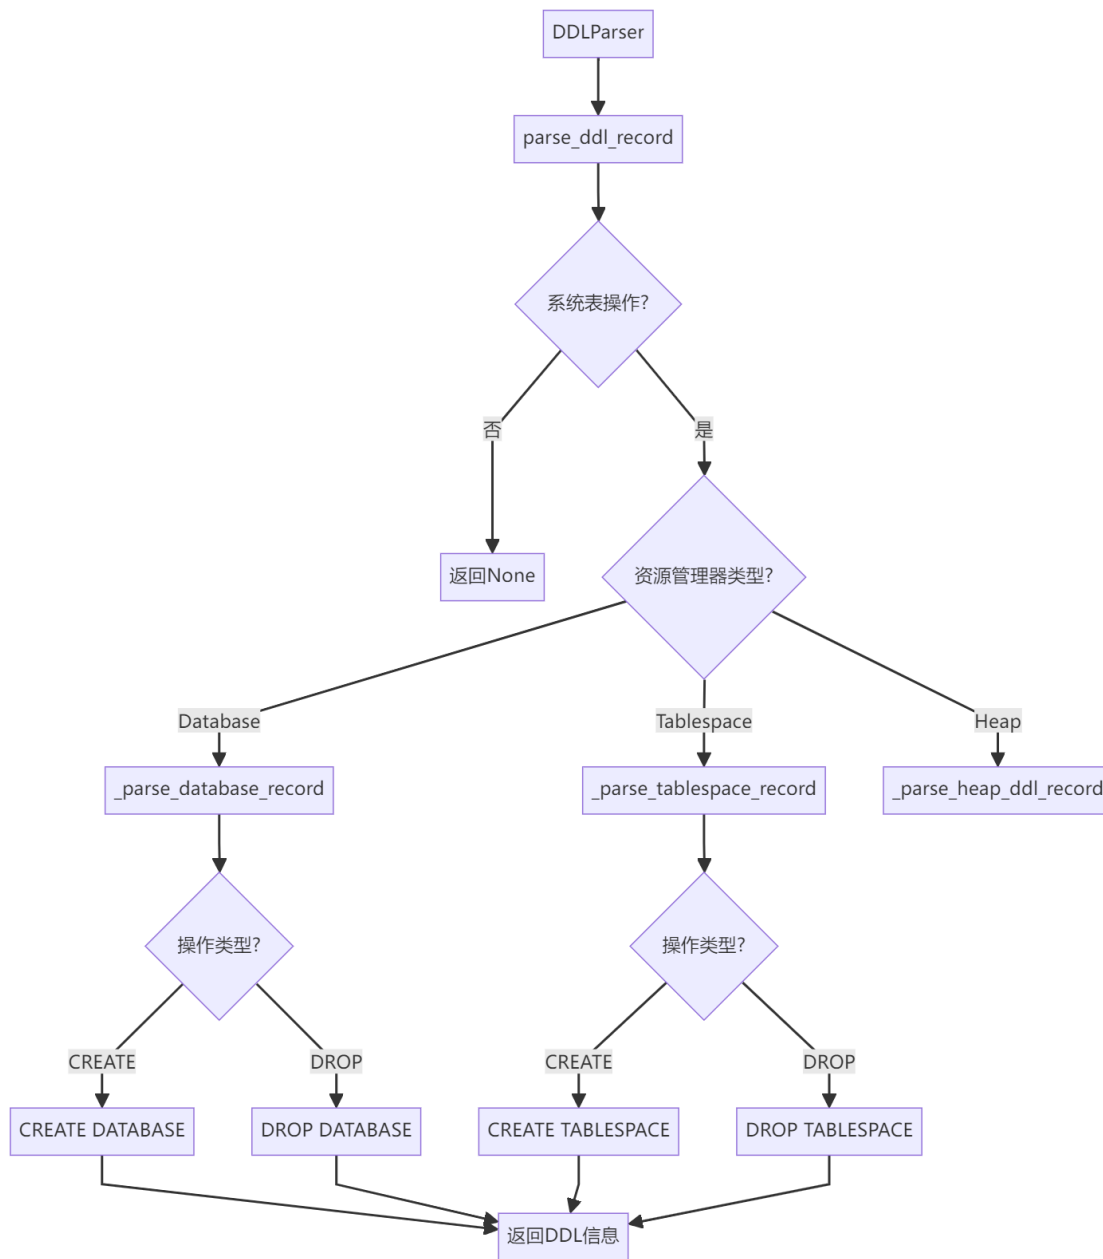 DDLParser
parse_ddl_record
系统表操作?
否
是
返回None
资源管理器类型?
Database
Tablespace
Heap
_parse_database_record
_parse_tablespace_record
_parse_heap_ddl_record
操作类型?
操作类型?
CREATE
DROP
CREATE
DROP
CREATE DATABASE
DROP DATABASE
CREATE TABLESPACE
DROP TABLESPACE
返回DDL信息